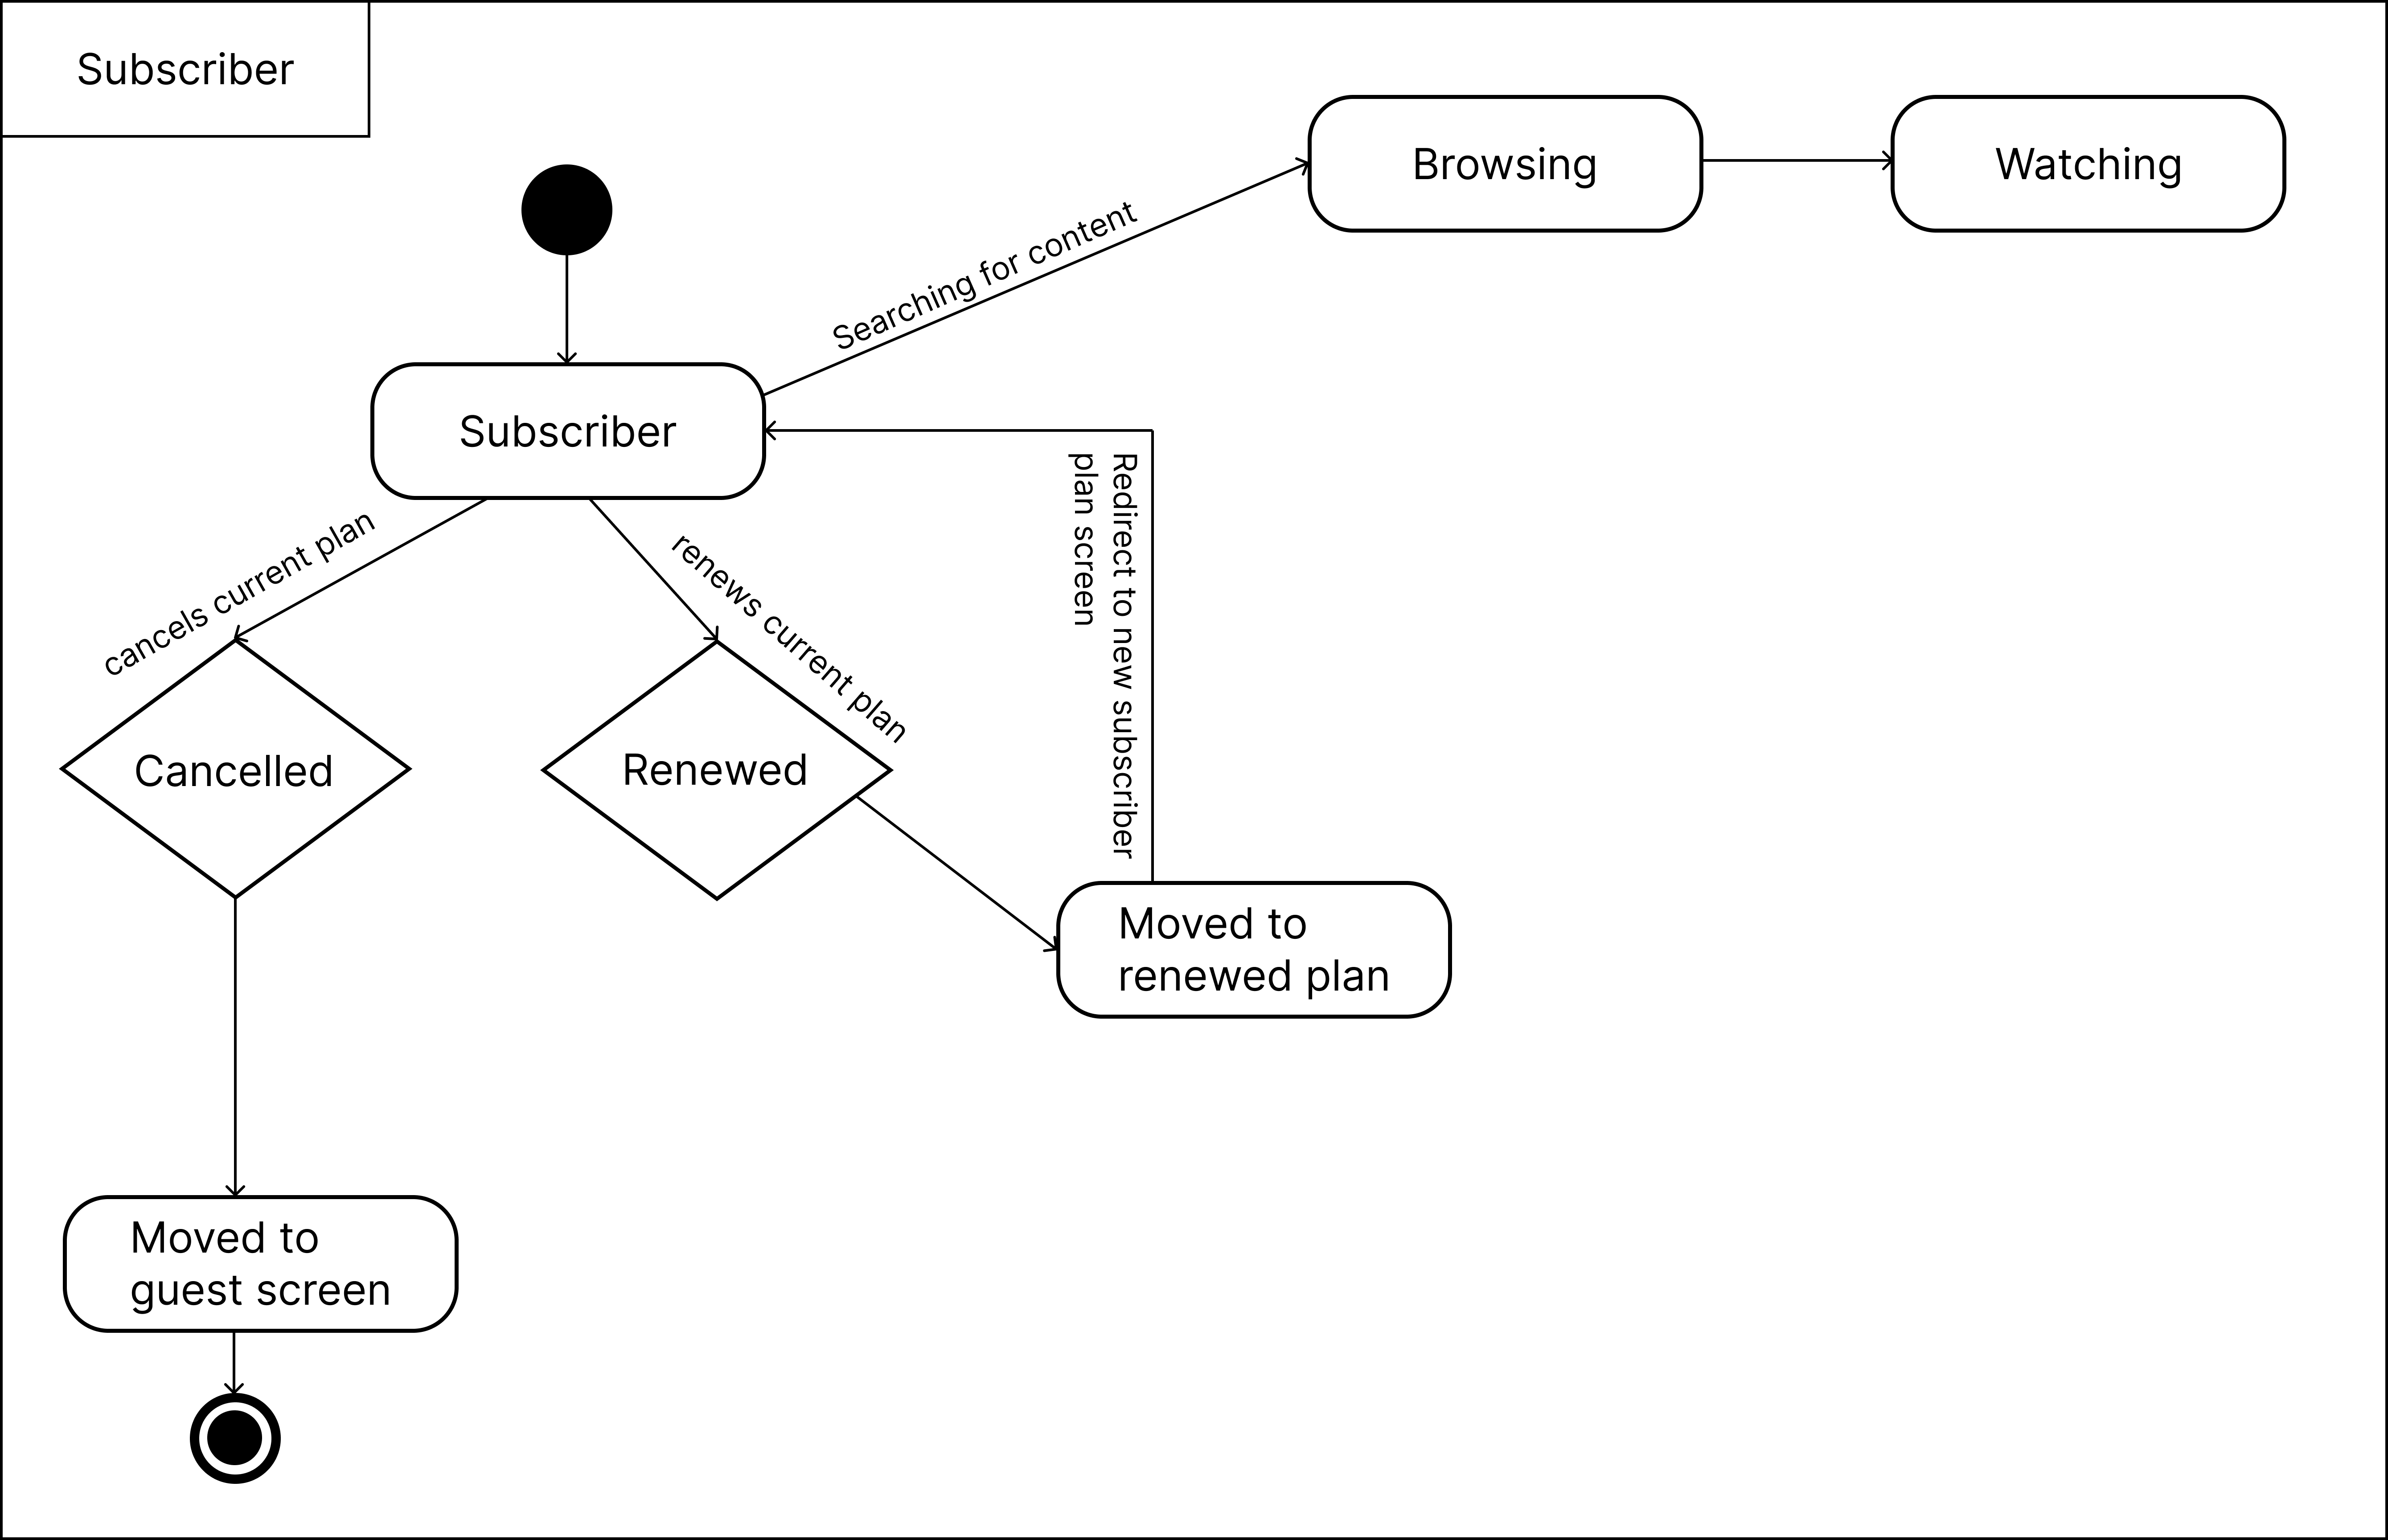 Subscriber
Browsing
Watching
Searching for content
Subscriber
Redirect to new subscriber
plan screen
cancels current plan
renews current plan
Cancelled
Renewed
Moved to
renewed plan
Moved to
guest screen